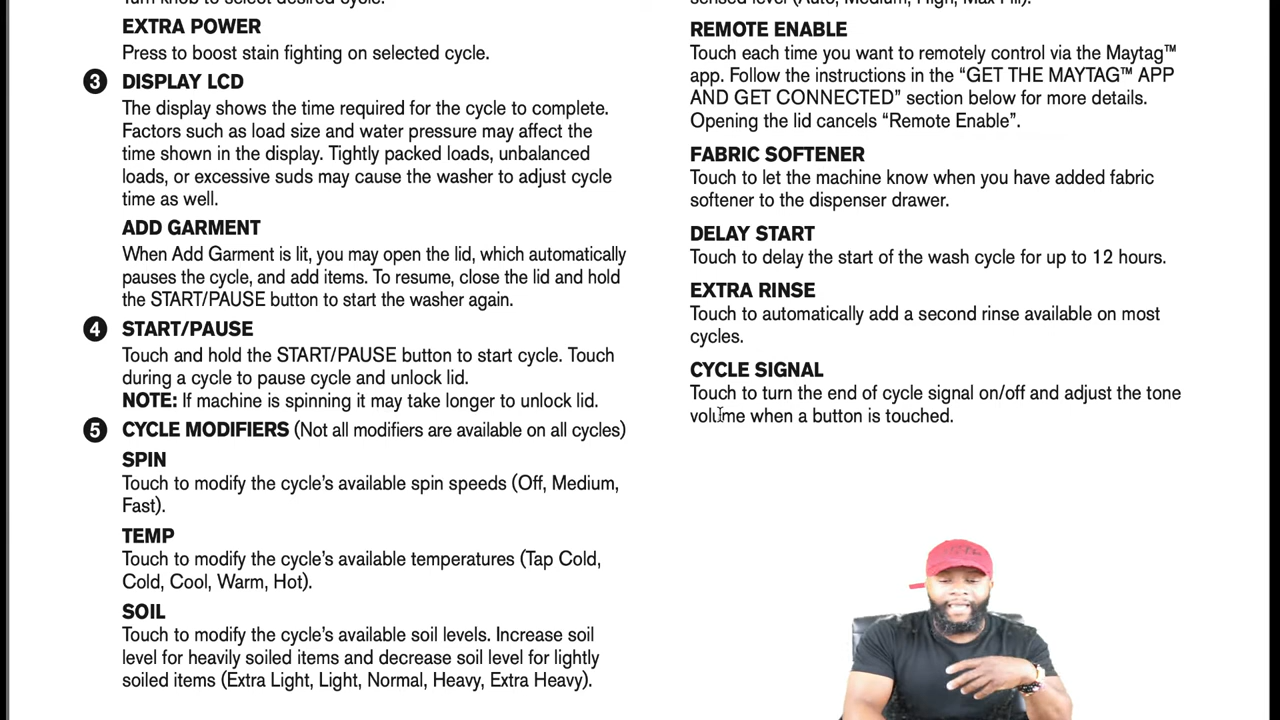 Turn knob to select desired cycle.
EXTRA POWER
Press to boost stain fighting on selected cycle.
3 DISPLAY LCD
The display shows the time required for the cycle to complete.
Factors such as load size and water pressure may affect the
time shown in the display. Tightly packed loads, unbalanced
loads, or excessive suds may cause the washer to adjust cycle
time as well.
ADD GARMENT
When Add Garment is lit, you may open the lid, which automatically
pauses the cycle, and add items. To resume, close the lid and hold
the START/PAUSE button to start the washer again.
4 START/PAUSE
Touch and hold the START/PAUSE button to start cycle. Touch
during a cycle to pause cycle and unlock lid.
NOTE: If machine is spinning it may take longer to unlock lid.
5 CYCLE MODIFIERS (Not all modifiers are available on all cycles)
SPIN
Touch to modify the cycle’s available spin speeds (Off, Medium,
Fast).
TEMP
Touch to modify the cycle’s available temperatures (Tap Cold,
Cold, Cool, Warm, Hot).
SOIL
Touch to modify the cycle’s available soil levels. Increase soil
level for heavily soiled items and decrease soil level for lightly
soiled items (Extra Light, Light, Normal, Heavy, Extra Heavy).
sensed level (Auto, Medium, High, Max Fill).
REMOTE ENABLE
Touch each time you want to remotely control via the Maytag™
app. Follow the instructions in the “GET THE MAYTAG™ APP
AND GET CONNECTED” section below for more details.
Opening the lid cancels “Remote Enable”.
FABRIC SOFTENER
Touch to let the machine know when you have added fabric
softener to the dispenser drawer.
DELAY START
Touch to delay the start of the wash cycle for up to 12 hours.
EXTRA RINSE
Touch to automatically add a second rinse available on most
cycles.
CYCLE SIGNAL
Touch to turn the end of cycle signal on/off and adjust the tone
volume when a button is touched.